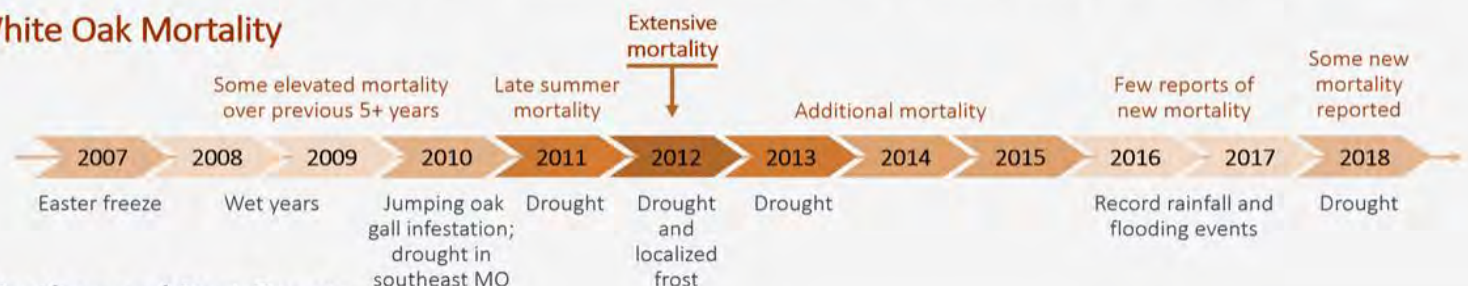 White Oak Mortality
Extensive
mortality
Some elevated mortality
over previous 5+ years
Late summer
mortality
Additional mortality
Few reports of
new mortality
Some new
mortality
reported
2007 2008 2009 2010 2011 2012 2013 2014 2015 2016 2017 2018
Easter freeze
Wet years
Jumping oak
gall infestation;
drought in
southeast MO
Drought
Drought
and
localized
frost
Drought
Record rainfall and
flooding events
Drought